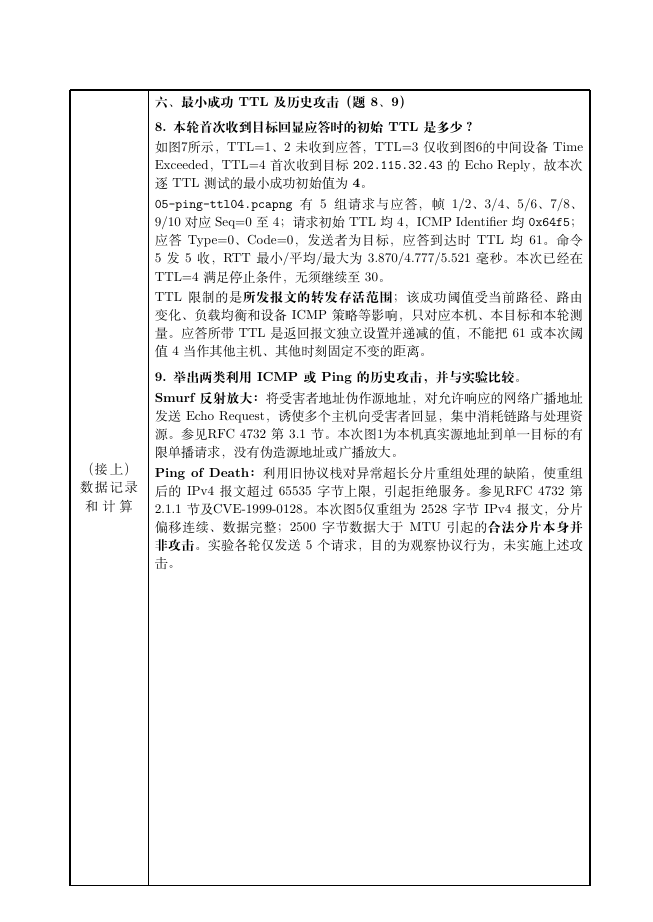 六、最小成功 TTL 及历史攻击（题 8、9）
8. 本轮首次收到目标回显应答时的初始 TTL 是多少？
如图7所示，TTL=1、2 未收到应答，TTL=3 仅收到图6的中间设备 Time
Exceeded，TTL=4 首次收到目标 202.115.32.43 的 Echo Reply，故本次
逐 TTL 测试的最小成功初始值为 4。
05-ping-ttl04.pcapng 有 5 组请求与应答，帧 1/2、3/4、5/6、7/8、
9/10 对应 Seq=0 至 4；请求初始 TTL 均 4，ICMP Identifier 均 0x64f5；
应答 Type=0、Code=0，发送者为目标，应答到达时 TTL 均 61。命令
5 发 5 收，RTT 最小/平均/最大为 3.870/4.777/5.521 毫秒。本次已经在
TTL=4 满足停止条件，无须继续至 30。
TTL 限制的是所发报文的转发存活范围；该成功阈值受当前路径、路由
变化、负载均衡和设备 ICMP 策略等影响，只对应本机、本目标和本轮测
量。应答所带 TTL 是返回报文独立设置并递减的值，不能把 61 或本次阈
值 4 当作其他主机、其他时刻固定不变的距离。
9. 举出两类利用 ICMP 或 Ping 的历史攻击，并与实验比较。
Smurf 反射放大：将受害者地址伪作源地址，对允许响应的网络广播地址
发送 Echo Request，诱使多个主机向受害者回显，集中消耗链路与处理资
源。参见RFC 4732 第 3.1 节。本次图1为本机真实源地址到单一目标的有
限单播请求，没有伪造源地址或广播放大。
Ping of Death：利用旧协议栈对异常超长分片重组处理的缺陷，使重组
后的 IPv4 报文超过 65535 字节上限，引起拒绝服务。参见RFC 4732 第
2.1.1 节及CVE-1999-0128。本次图5仅重组为 2528 字节 IPv4 报文，分片
偏移连续、数据完整；2500 字节数据大于 MTU 引起的合法分片本身并
非攻击。实验各轮仅发送 5 个请求，目的为观察协议行为，未实施上述攻
击。
（接上）
数据记录
和计算